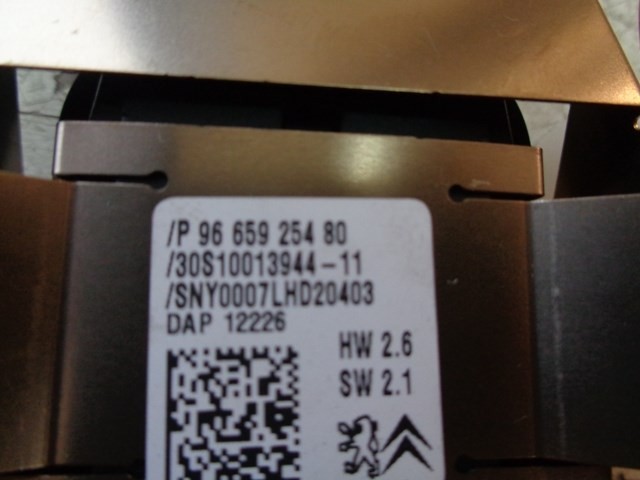 /P 96 659 254 80
/30S10013944-11
/SNY0007LHD20403
DAP 12226
HW 2.6
SW 2.1